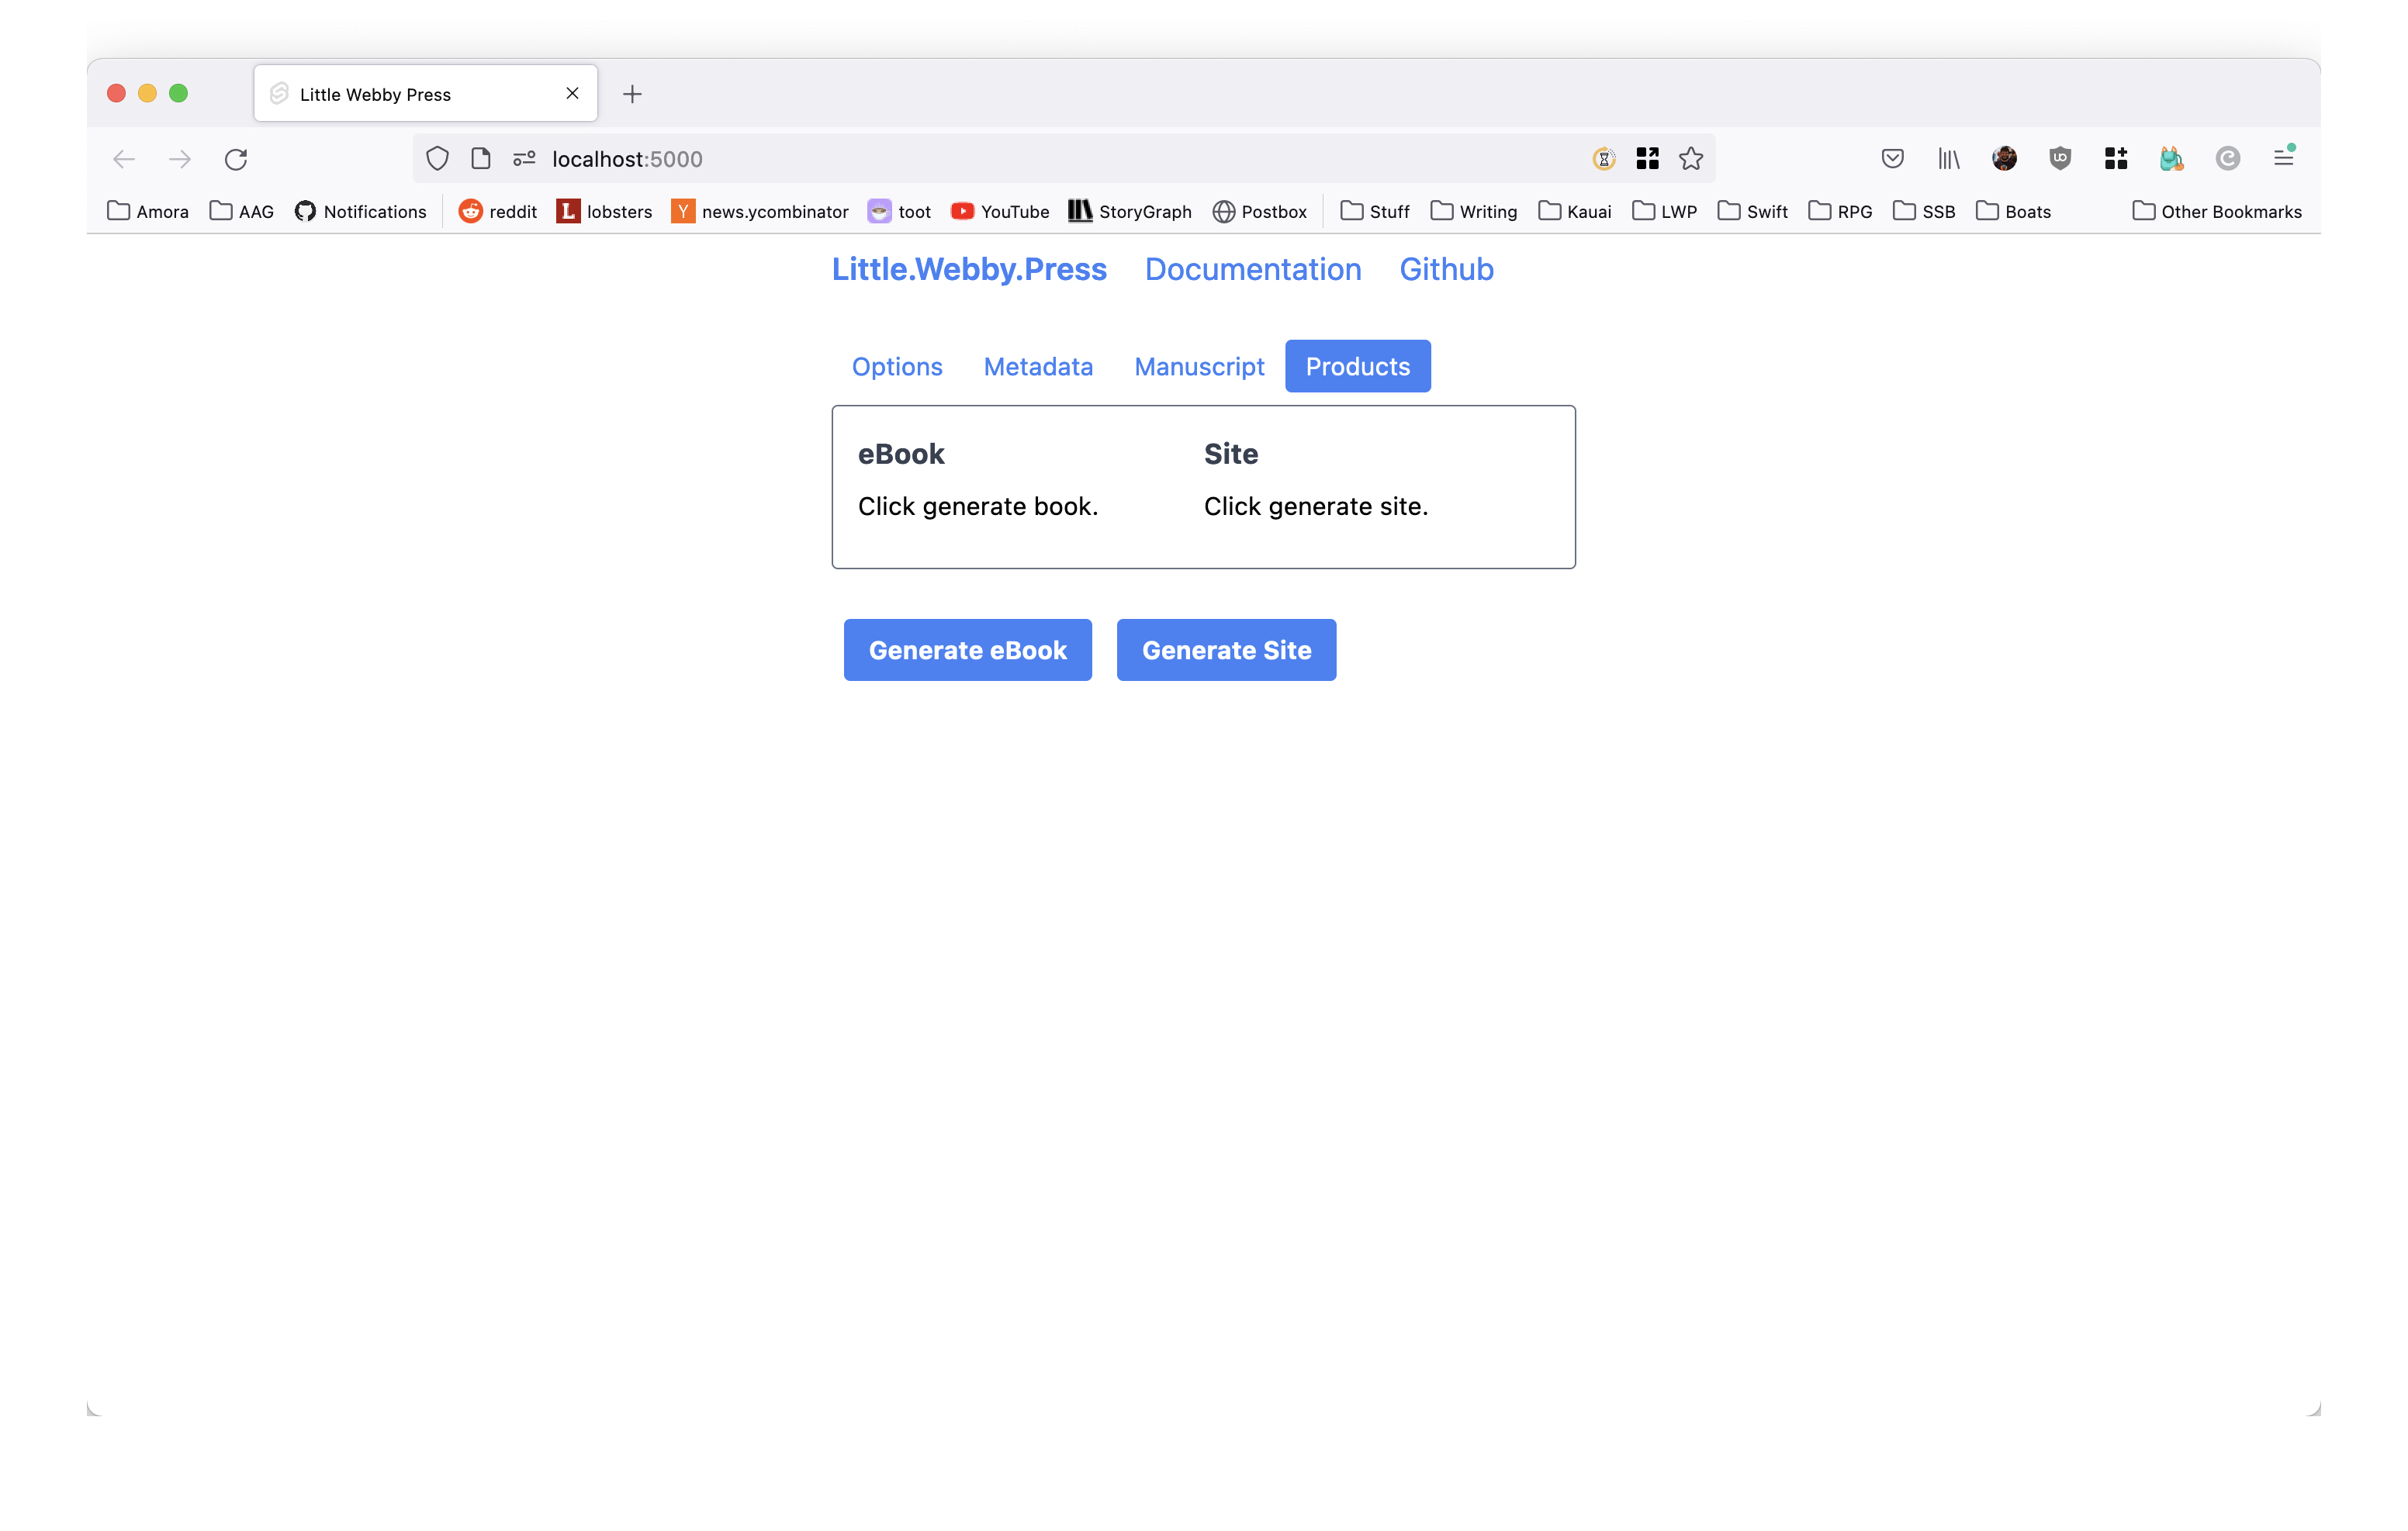 Little Webby Press
localhost:5000
Amora AAG Notifications reddit lobsters news.ycombinator toot YouTube StoryGraph Postbox Stuff Writing Kauai LWP Swift RPG SSB Boats Other Bookmarks
Little.Webby.Press Documentation Github
Options Metadata Manuscript Products
eBook Site
Click generate book. Click generate site.
Generate eBook Generate Site